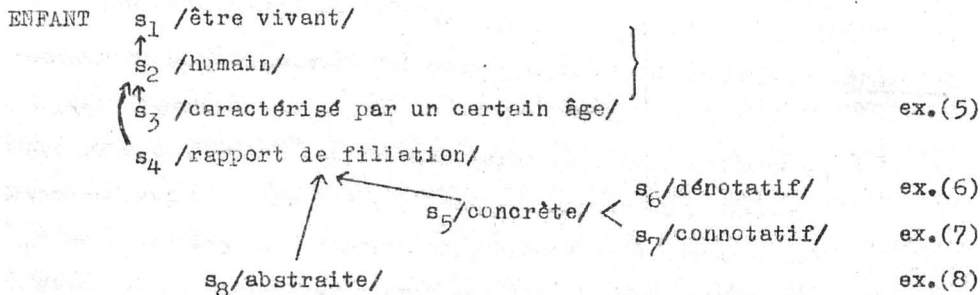 ENFANT s1 /être vivant/
s2 /humain/
s3 /caractérisé par un certain âge/ ex.(5)
s4 /rapport de filiation/
s5/concrète/ < s6/dénotatif/ ex.(6)
s7/connotatif/ ex.(7)
s8/abstraite/ ex.(8)